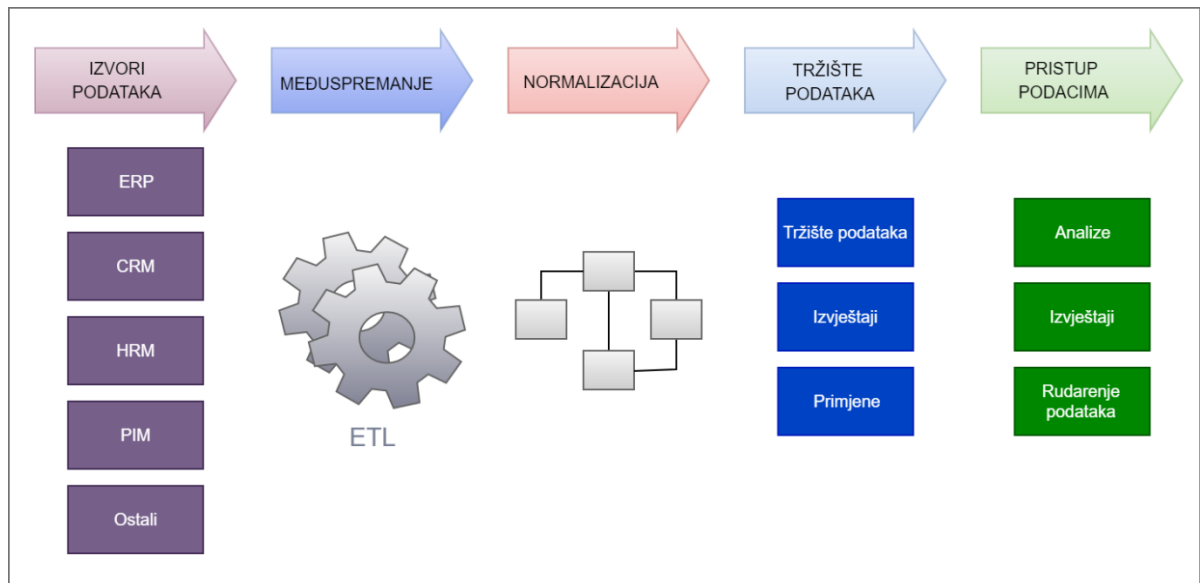 IZVORI
PODATAKA
MEĐUSPREMANJE
NORMALIZACIJA
TRŽIŠTE
PODATAKA
PRISTUP
PODACIMA
ERP
CRM
HRM
PIM
Ostali
ETL
Tržište podataka
Izvještaji
Primjene
Analize
Izvještaji
Rudarenje
podataka